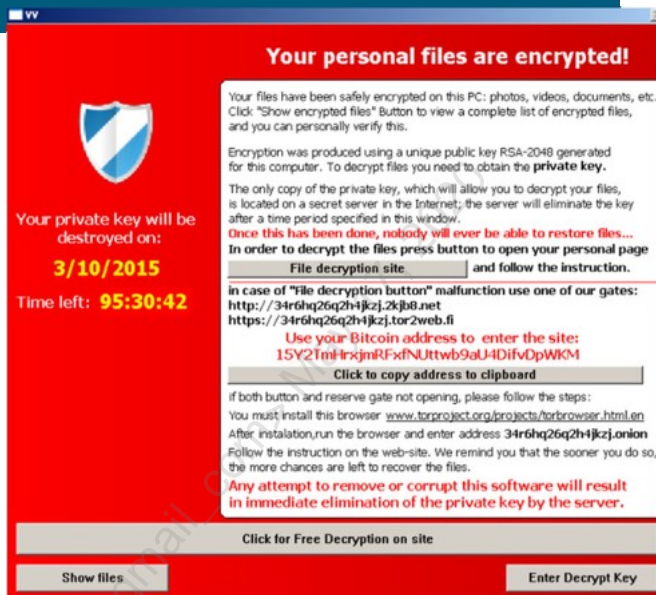 VV
Your personal files are encrypted!
Your files have been safely encrypted on this PC: photos, videos, documents, etc.
Click "Show encrypted files" Button to view a complete list of encrypted files,
and you can personally verify this.
Encryption was produced using a unique public key RSA-2048 generated
for this computer. To decrypt files you need to obtain the private key.
The only copy of the private key, which will allow you to decrypt your files,
is located on a secret server in the Internet; the server will eliminate the key
after a time period specified in this window.
Once this has been done, nobody will ever be able to restore files...
In order to decrypt the files press button to open your personal page
File decryption site and follow the instruction.
in case of "File decryption button" malfunction use one of our gates:
http://34r6hq26q2h4jkzj.2kjb8.net
https://34r6hq26q2h4jkzj.tor2web.fi
Use your Bitcoin address to enter the site:
15Y2TmHrxjmRFxfNUttwb9aU4DifvDpWKM
Click to copy address to clipboard
if both button and reserve gate not opening, please follow the steps:
You must install this browser www.torproject.org/projects/torbrowser.html.en
After instalation,run the browser and enter address 34r6hq26q2h4jkzj.onion
Follow the instruction on the web-site. We remind you that the sooner you do so,
the more chances are left to recover the files.
Any attempt to remove or corrupt this software will result
in immediate elimination of the private key by the server.
Your private key will be
destroyed on:
3/10/2015
Time left: 95:30:42
Click for Free Decryption on site
Show files
Enter Decrypt Key